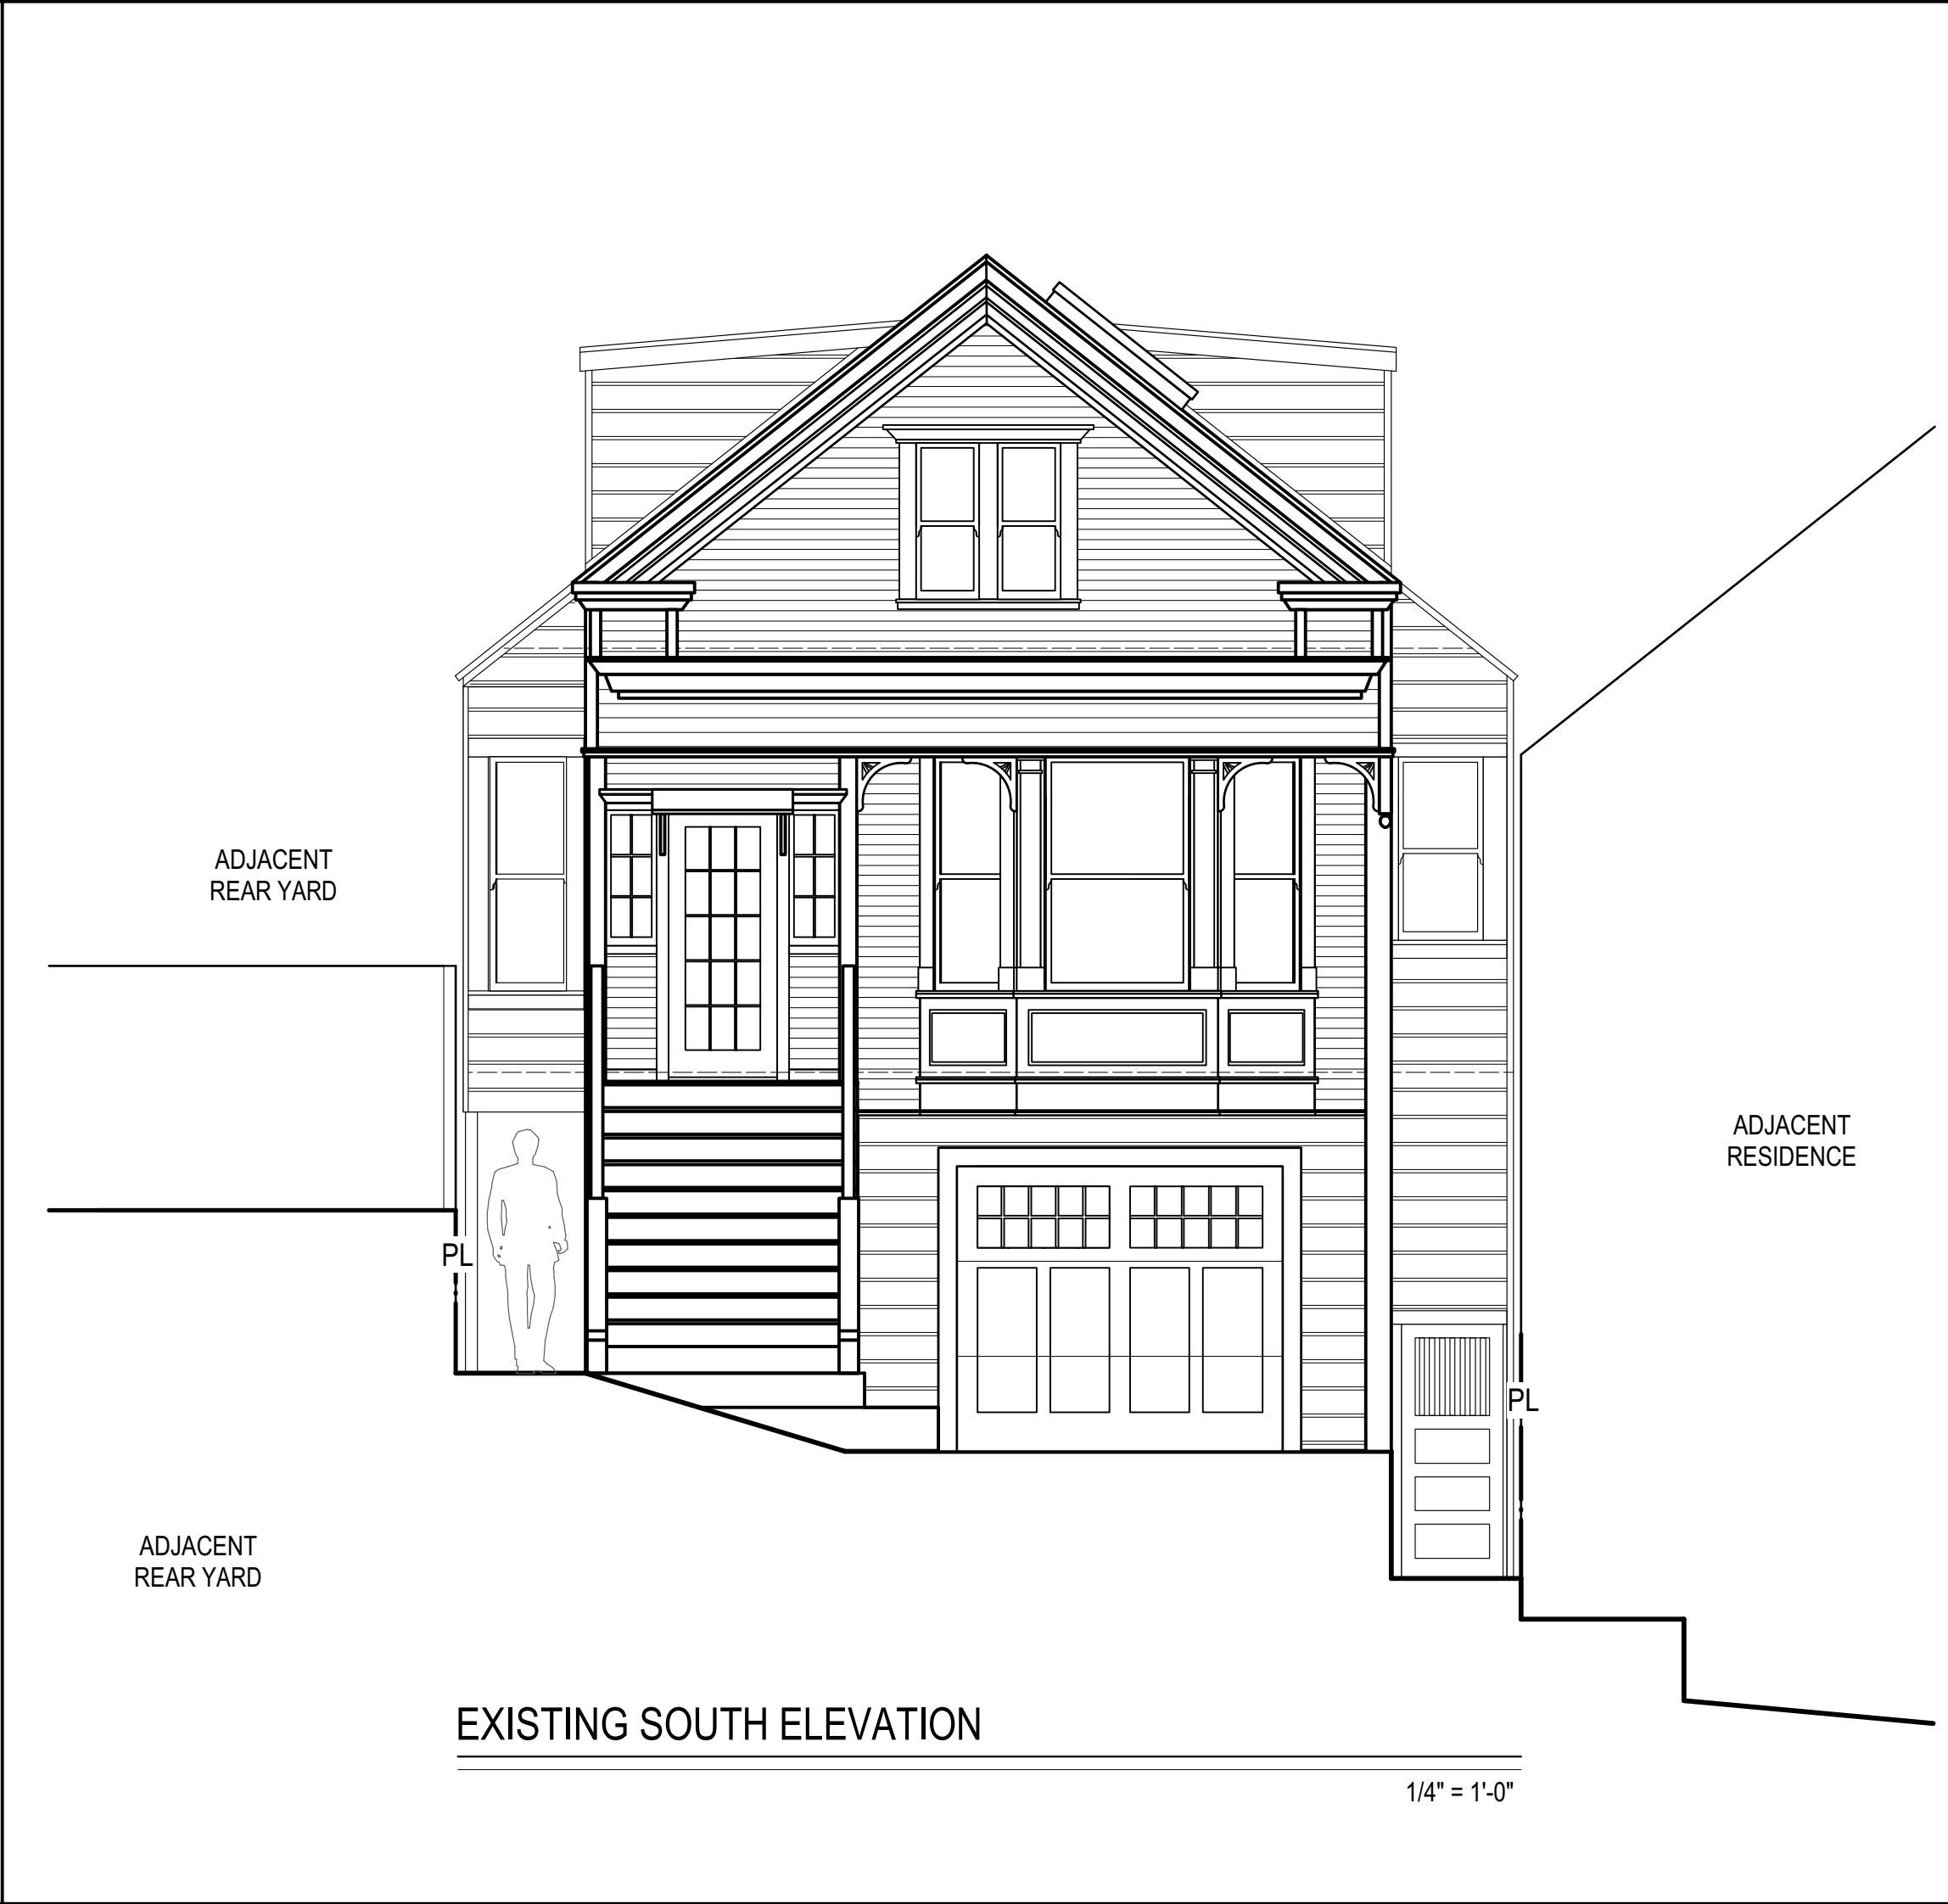 ADJACENT
REAR YARD
ADJACENT
RESIDENCE
PL
PL
ADJACENT
REAR YARD
EXISTING SOUTH ELEVATION
1/4" = 1'-0"